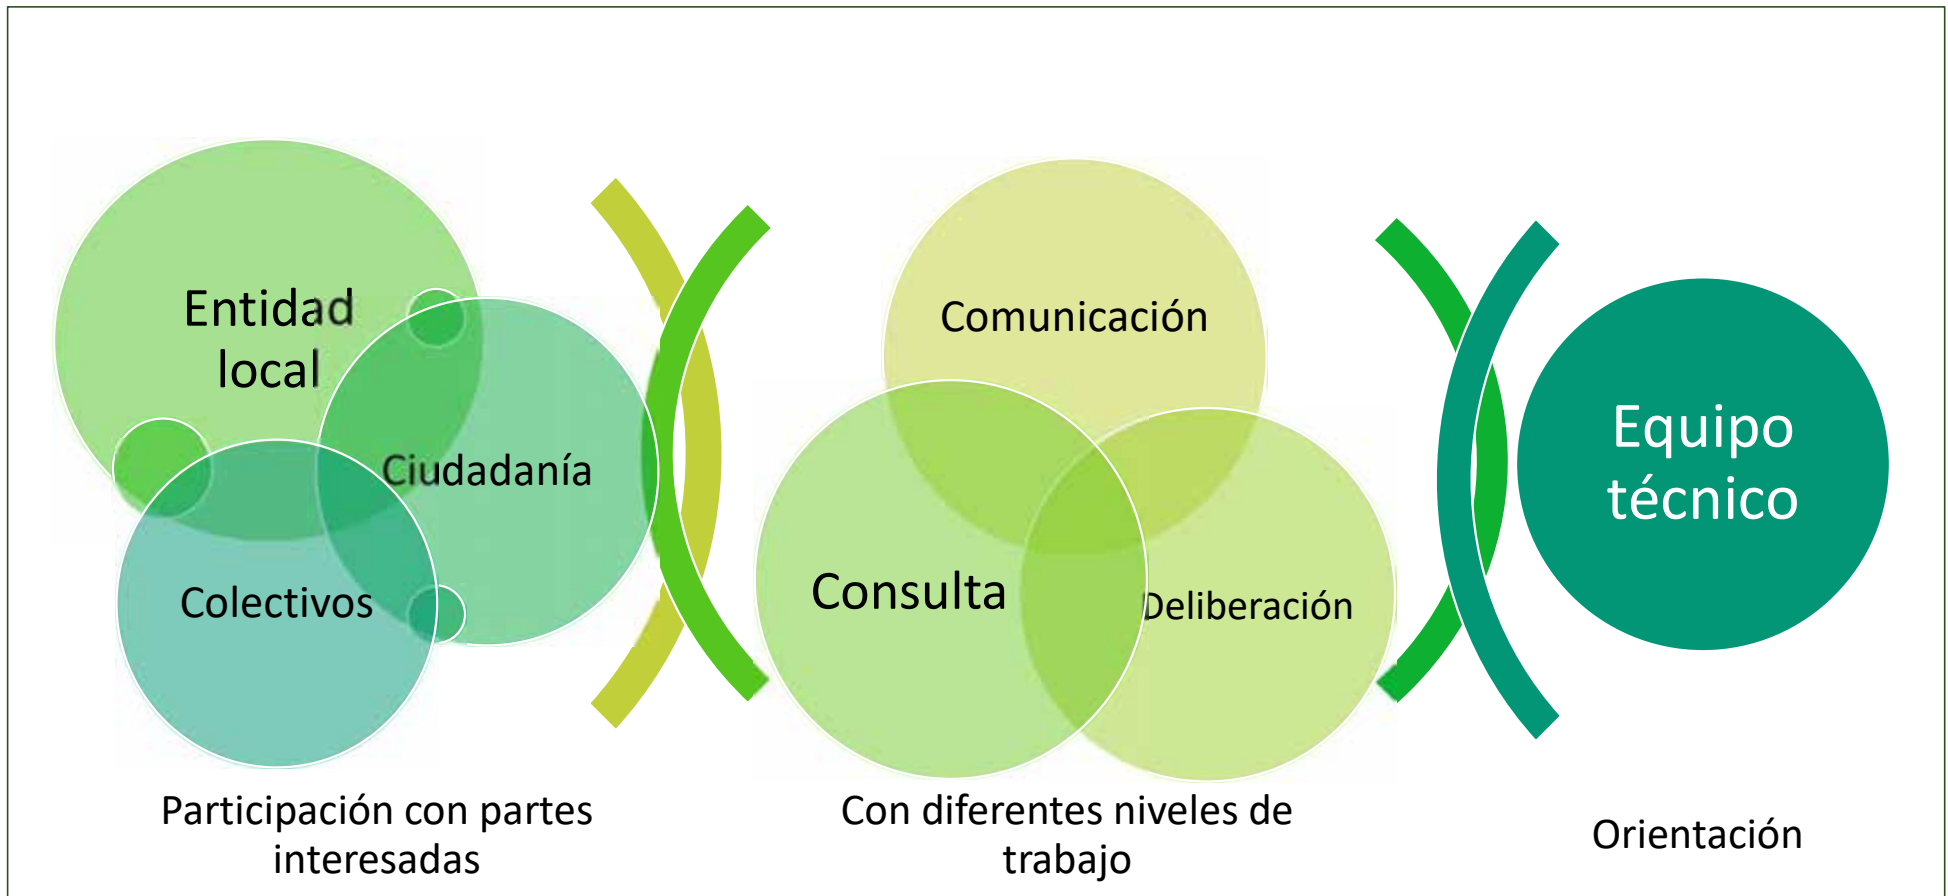 Entidad
local
Ciudadanía
Colectivos
Participación con partes
interesadas
Comunicación
Consulta
Deliberación
Con diferentes niveles de
trabajo
Equipo
técnico
Orientación